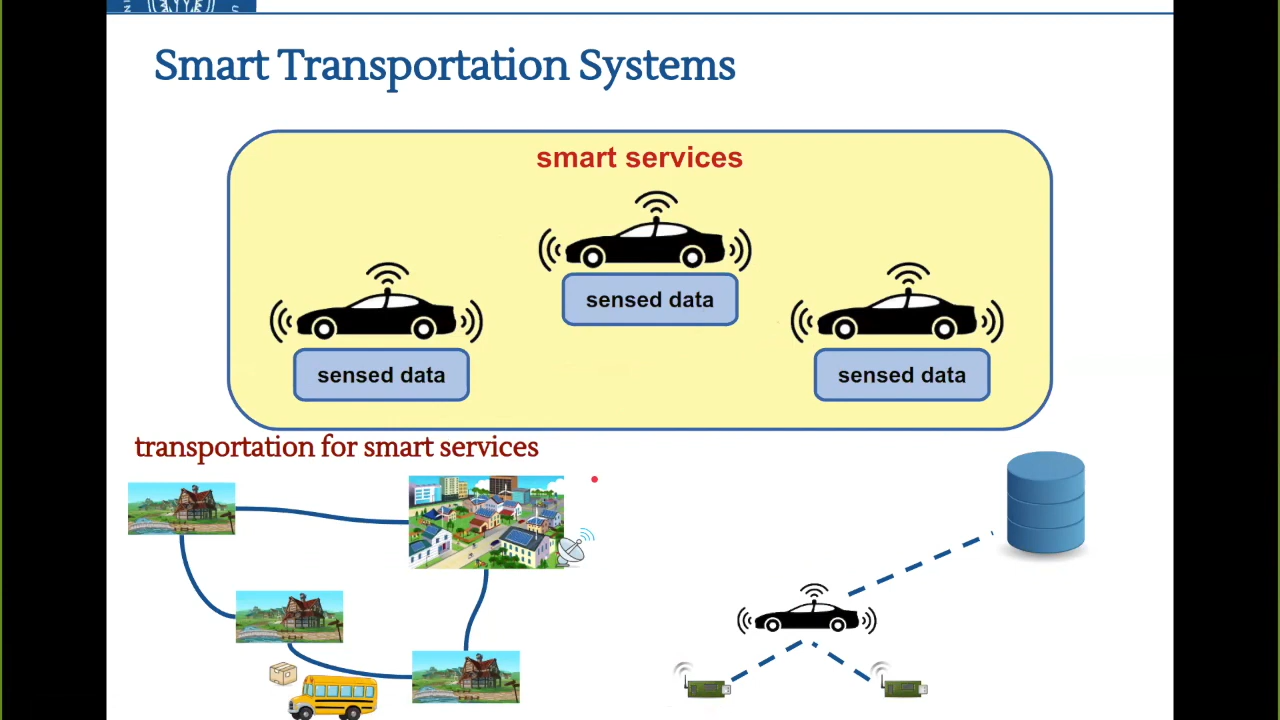 Smart Transportation Systems
smart services
sensed data
sensed data
sensed data
transportation for smart services